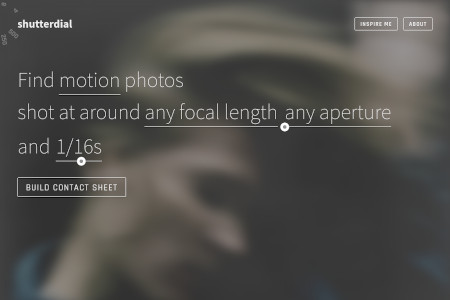 shutterdial
INSPIRE ME
ABOUT
Find motion photos
shot at around any focal length any aperture
and 1/16s
BUILD CONTACT SHEET